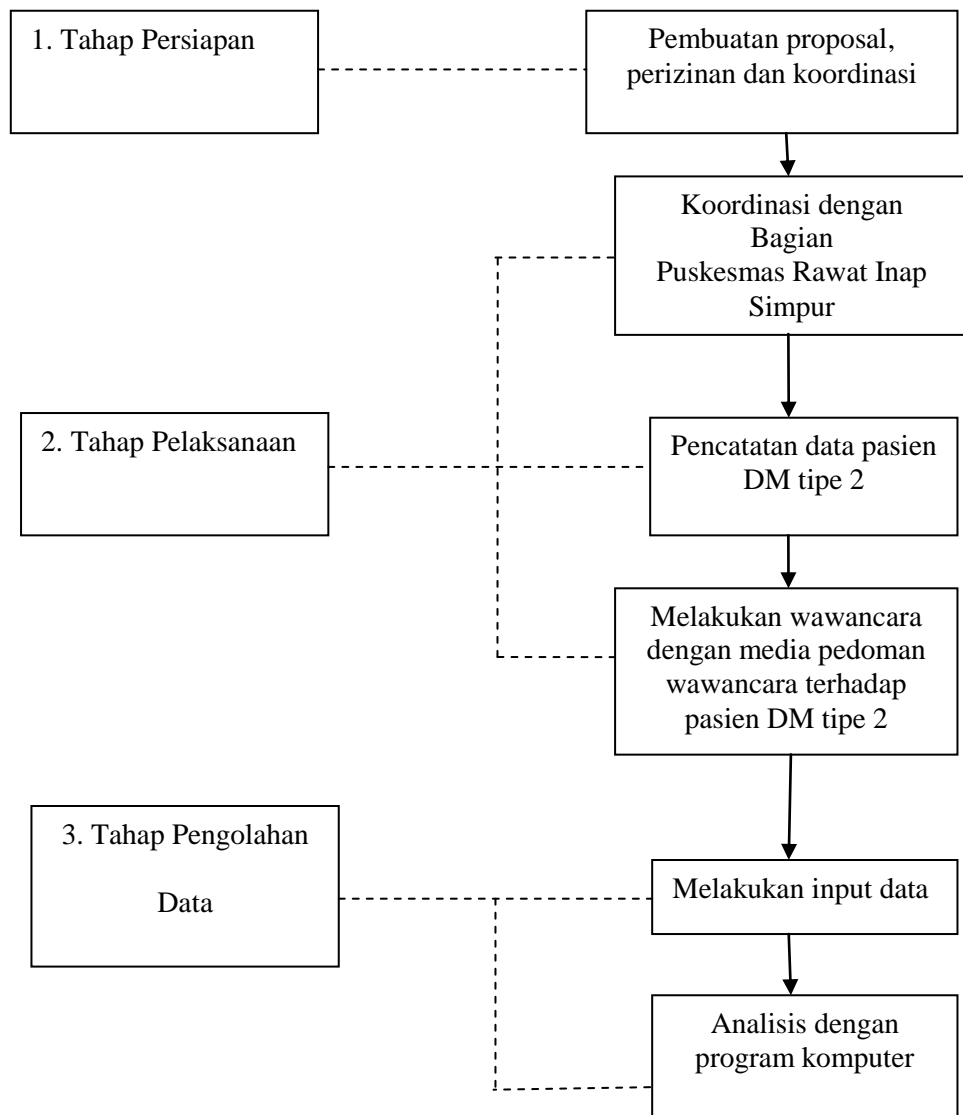 1. Tahap Persiapan
Pembuatan proposal,
perizinan dan koordinasi
Koordinasi dengan
Bagian
Puskesmas Rawat Inap
Simpur
2. Tahap Pelaksanaan
Pencatatan data pasien
DM tipe 2
Melakukan wawancara
dengan media pedoman
wawancara terhadap
pasien DM tipe 2
3. Tahap Pengolahan
Data
Melakukan input data
Analisis dengan
program komputer